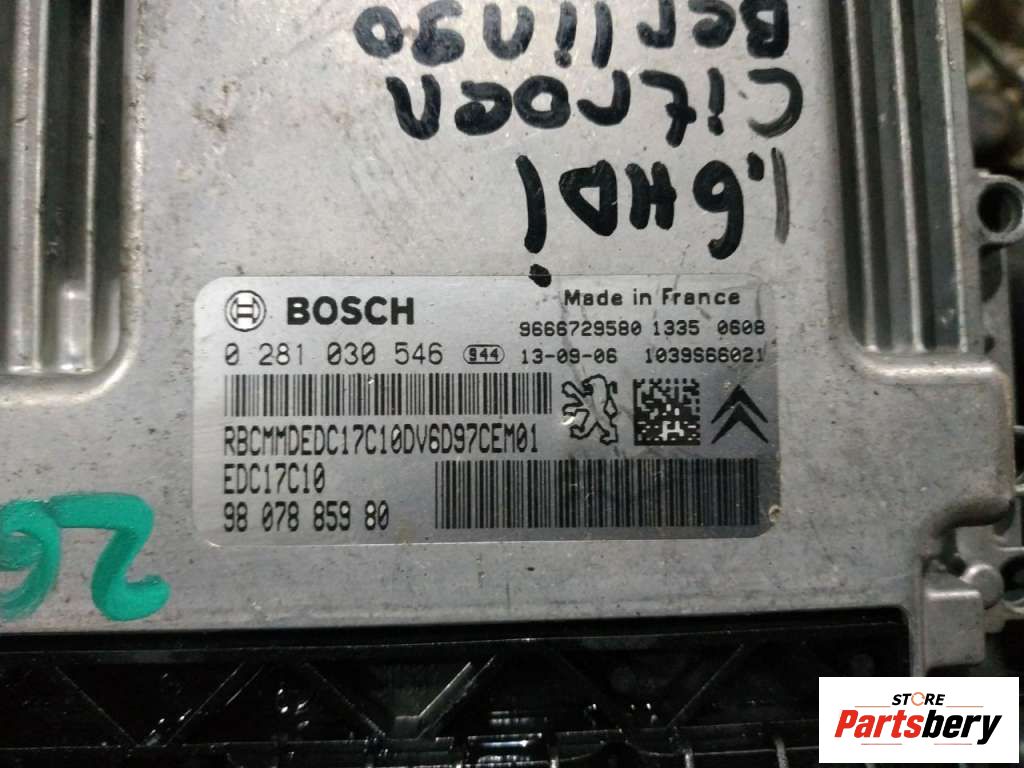 1.6HDi
Citroen
Berlingo
BOSCH
Made in France
9666729580 1335 0608
0 281 030 546 944 13-09-06 1039S66021
RBCMMDEDC17C10DV6D97CEM01
EDC17C10
98 078 859 80
26
STORE
Partsbery